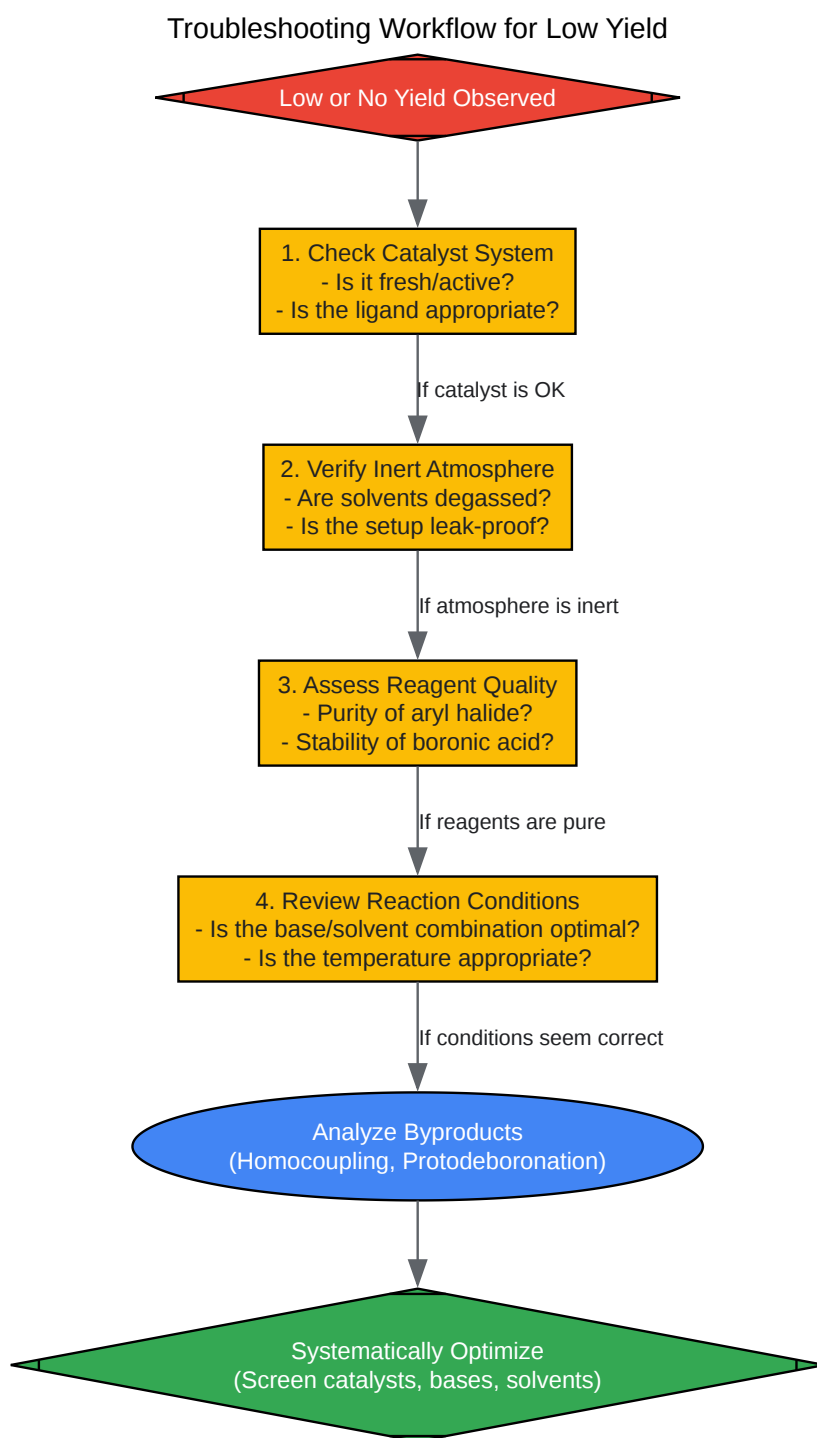 Troubleshooting Workflow for Low Yield
Low or No Yield Observed
1. Check Catalyst System
- Is it fresh/active?
- Is the ligand appropriate?
If catalyst is OK
2. Verify Inert Atmosphere
- Are solvents degassed?
- Is the setup leak-proof?
If atmosphere is inert
3. Assess Reagent Quality
- Purity of aryl halide?
- Stability of boronic acid?
If reagents are pure
4. Review Reaction Conditions
- Is the base/solvent combination optimal?
- Is the temperature appropriate?
If conditions seem correct
Analyze Byproducts
(Homocoupling, Protodeboronation)
Systematically Optimize
(Screen catalysts, bases, solvents)